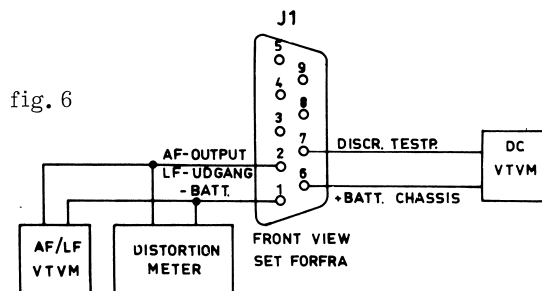 J1
5
9
4
8
3
fig. 6
7
DISCR. TESTP.
DC
VTVM
AF-OUTPUT
2
LF-UDGANG
-BATT.
6
+BATT. CHASSIS
1
AF/LF
VTVM
DISTORTION
METER
FRONT VIEW
SET FORFRA